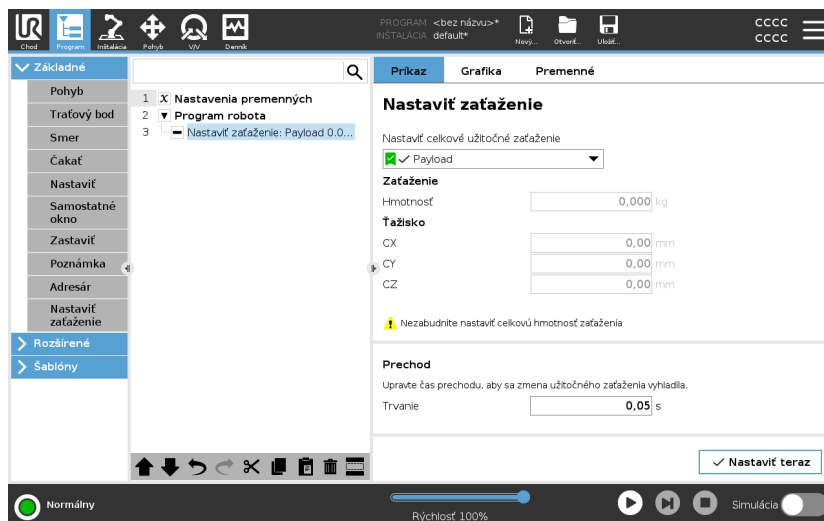 UR
Chod
Program
Inštalácia
Pohyb
V/V
Denník
PROGRAM <bez názvu>*
INŠTALÁCIA default*
Nový...
Otvoriť...
Uložiť...
cccc
cccc
Základné
Pohyb
Traťový bod
Smer
Čakať
Nastaviť
Samostatné
okno
Zastaviť
Poznámka
Adresár
Nastaviť
zaťaženie
Rozšírené
Šablóny
1 X Nastavenia premenných
2 Program robota
3 Nastaviť zaťaženie: Payload 0.0...
Príkaz
Grafika
Premenné
Nastaviť zaťaženie
Nastaviť celkové užitočné zaťaženie
Payload
Zaťaženie
Hmotnosť 0,000 kg
Ťažisko
CX 0,00 mm
CY 0,00 mm
CZ 0,00 mm
Nezabudnite nastaviť celkovú hmotnosť zaťaženia
Prechod
Upravte čas prechodu, aby sa zmena užitočného zaťaženia vyhladila.
Trvanie 0,05 s
Nastaviť teraz
Normálny
Rýchlosť 100%
Simulácia